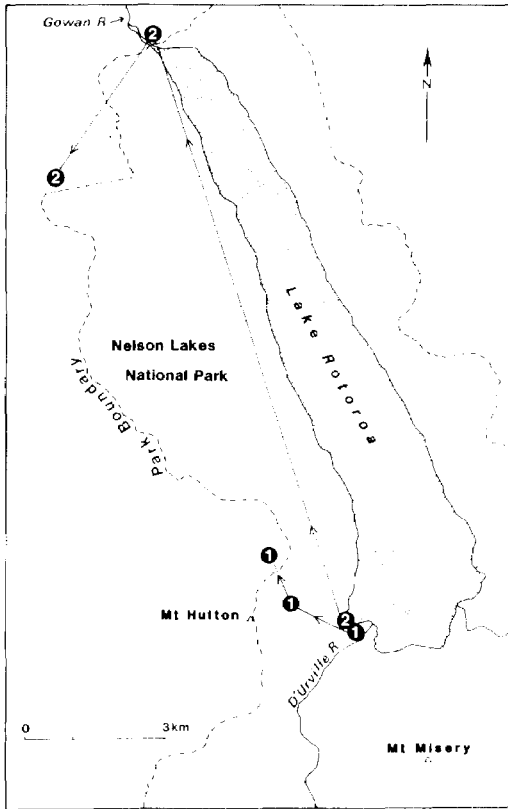 Gowan R
2
N
2
Lake Rotoroa
Nelson Lakes
National Park
Park Boundary
1
1
Mt Hutton
2
1
D'Urville R
0 3km
Mt Misery